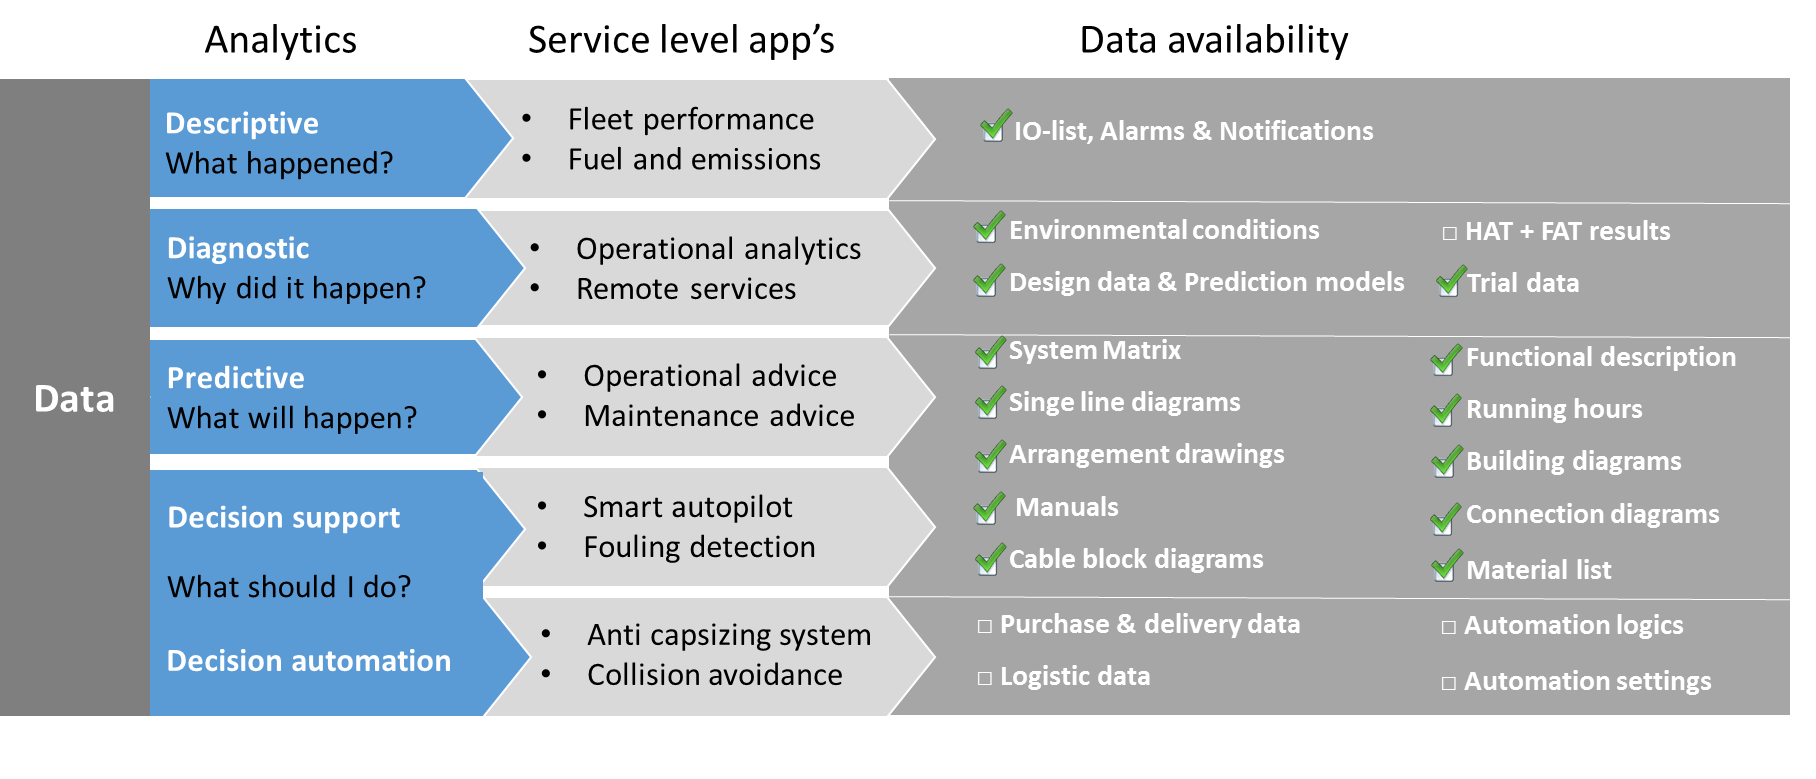 Analytics
Service level app's
Data availability
Data
Descriptive
What happened?
• Fleet performance
• Fuel and emissions
IO-list, Alarms & Notifications
Diagnostic
Why did it happen?
• Operational analytics
• Remote services
Environmental conditions
HAT + FAT results
Design data & Prediction models
Trial data
Predictive
What will happen?
• Operational advice
• Maintenance advice
System Matrix
Functional description
Singe line diagrams
Running hours
Arrangement drawings
Building diagrams
Decision support
What should I do?
• Smart autopilot
• Fouling detection
Manuals
Connection diagrams
Cable block diagrams
Material list
Decision automation
• Anti capsizing system
• Collision avoidance
Purchase & delivery data
Automation logics
Logistic data
Automation settings